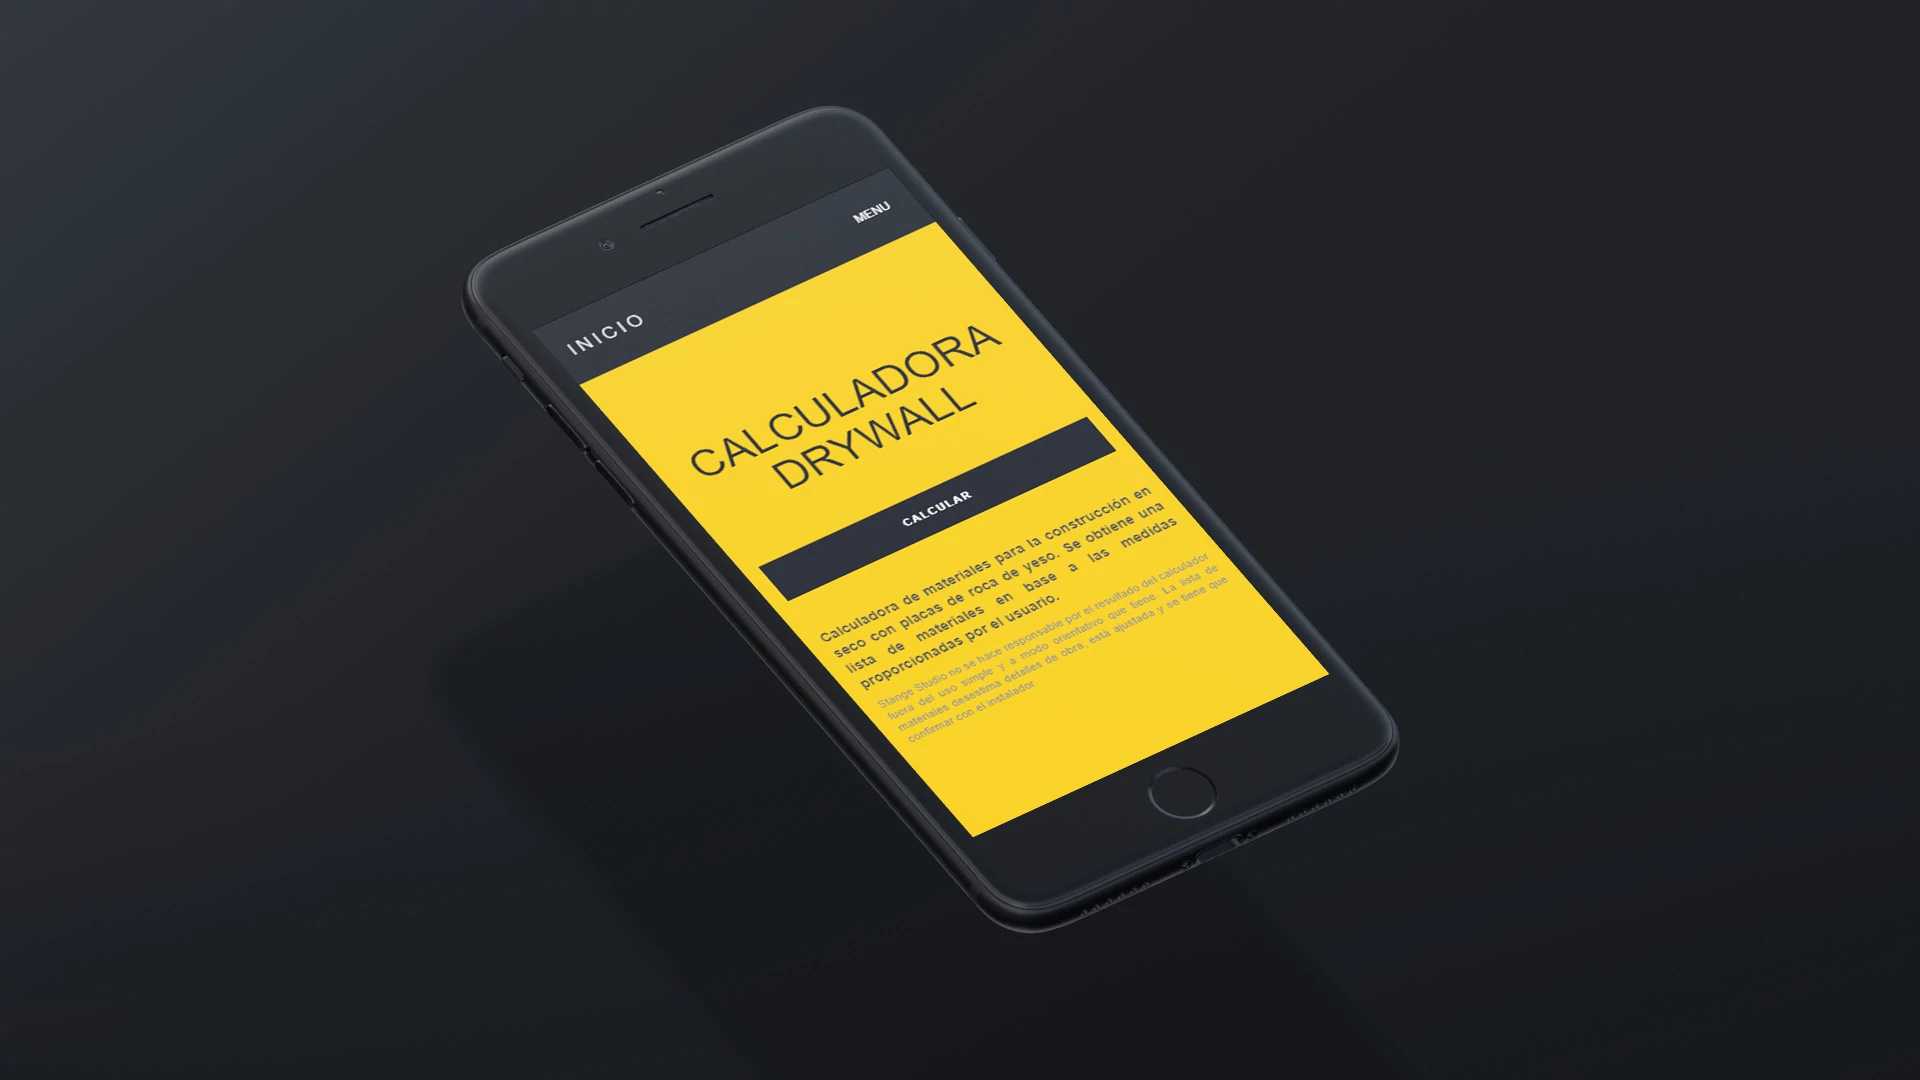 INICIO
MENU
CALCULADORA
DRYWALL
CALCULAR
Calculadora de materiales para la construcción en
seco con placas de roca de yeso. Se obtiene una
lista de materiales en base a las medidas
proporcionadas por el usuario.
Stange Studio no se hace responsable por el resultado del calculador
fuera del uso simple y a modo orientativo que tiene. La lista de
materiales desestima detalles de obra, está ajustada y se tiene que
confirmar con el instalador